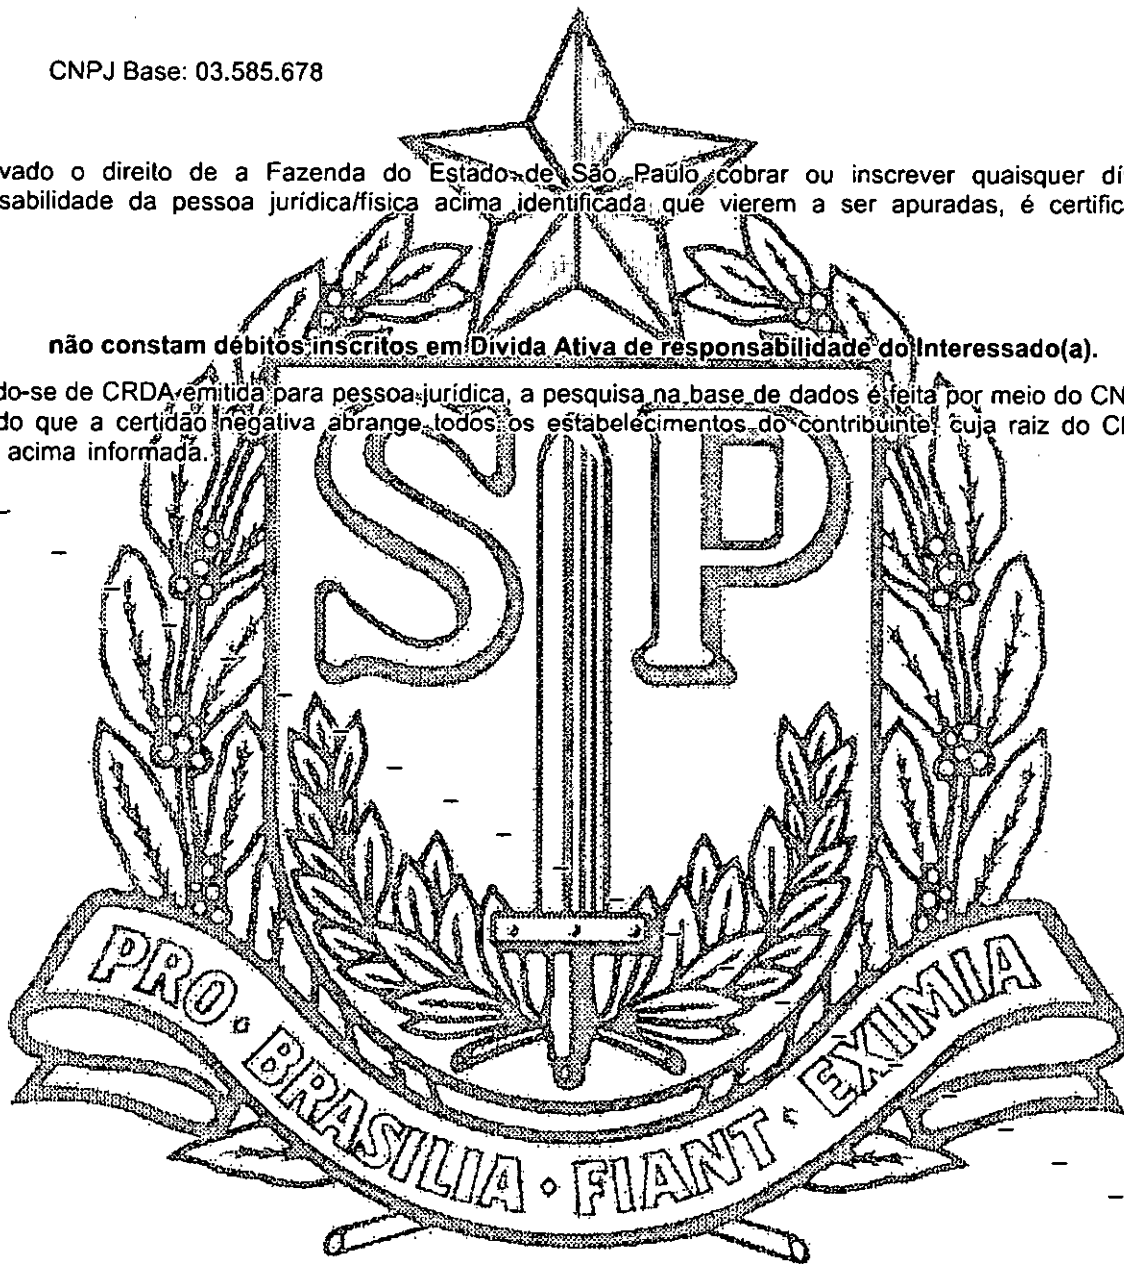 CNPJ Base: 03.585.678
vado o direito de a Fazenda do Estado de São Paulo cobrar ou inscrever quaisquer dí
sabilidade da pessoa jurídica/física acima identificada que vierem a ser apuradas, é certific
não constam débitos inscritos em Dívida Ativa de responsabilidade do Interessado(a).
do-se de CRDA emitida para pessoa jurídica, a pesquisa na base de dados é feita por meio do CN
do que a certidão negativa abrange todos os estabelecimentos do contribuinte, cuja raiz do C
acima informada.
SP
PRO BRASILIA FIANT EXIMIA